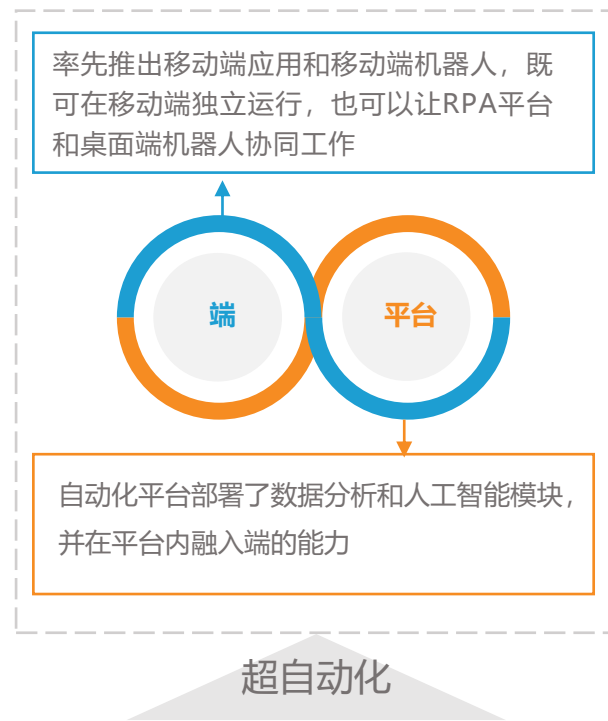 率先推出移动端应用和移动端机器人，既
可在移动端独立运行，也可以让RPA平台
和桌面端机器人协同工作
端
平台
自动化平台部署了数据分析和人工智能模块，
并在平台内融入端的能力
超自动化